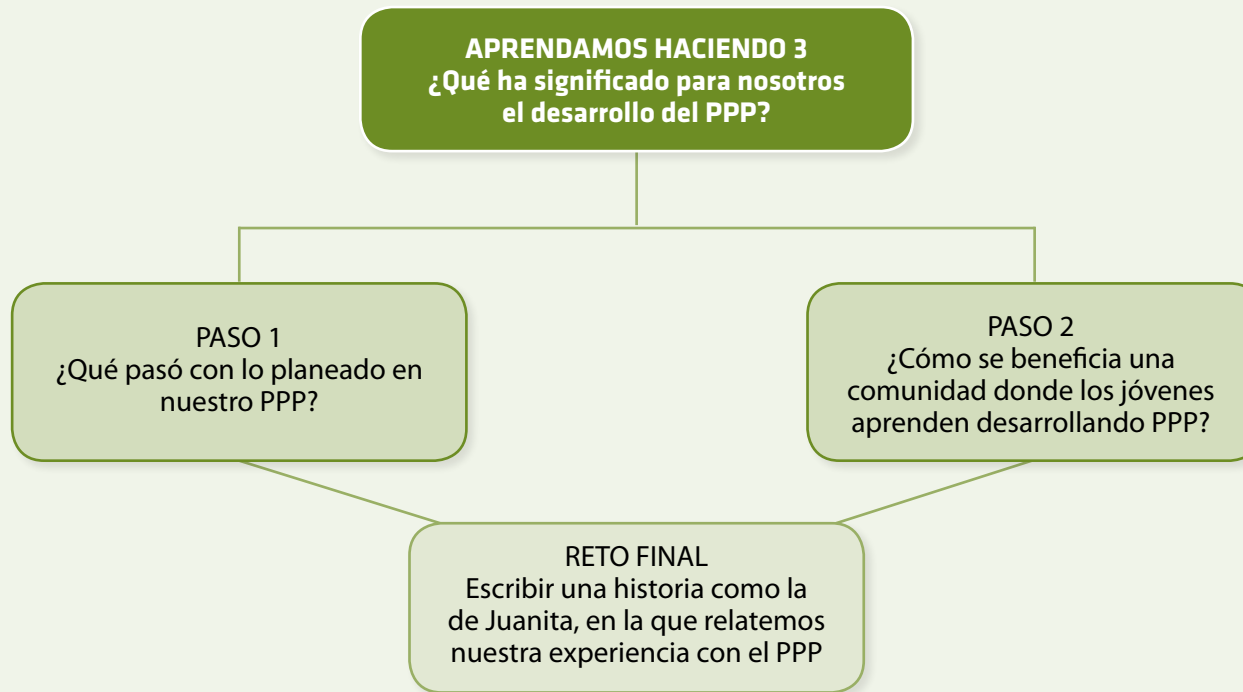 APRENDAMOS HACIENDO 3
¿Qué ha significado para nosotros
el desarrollo del PPP?
PASO 1
¿Qué pasó con lo planeado en
nuestro PPP?
PASO 2
¿Cómo se beneficia una
comunidad donde los jóvenes
aprenden desarrollando PPP?
RETO FINAL
Escribir una historia como la
de Juanita, en la que relatemos
nuestra experiencia con el PPP